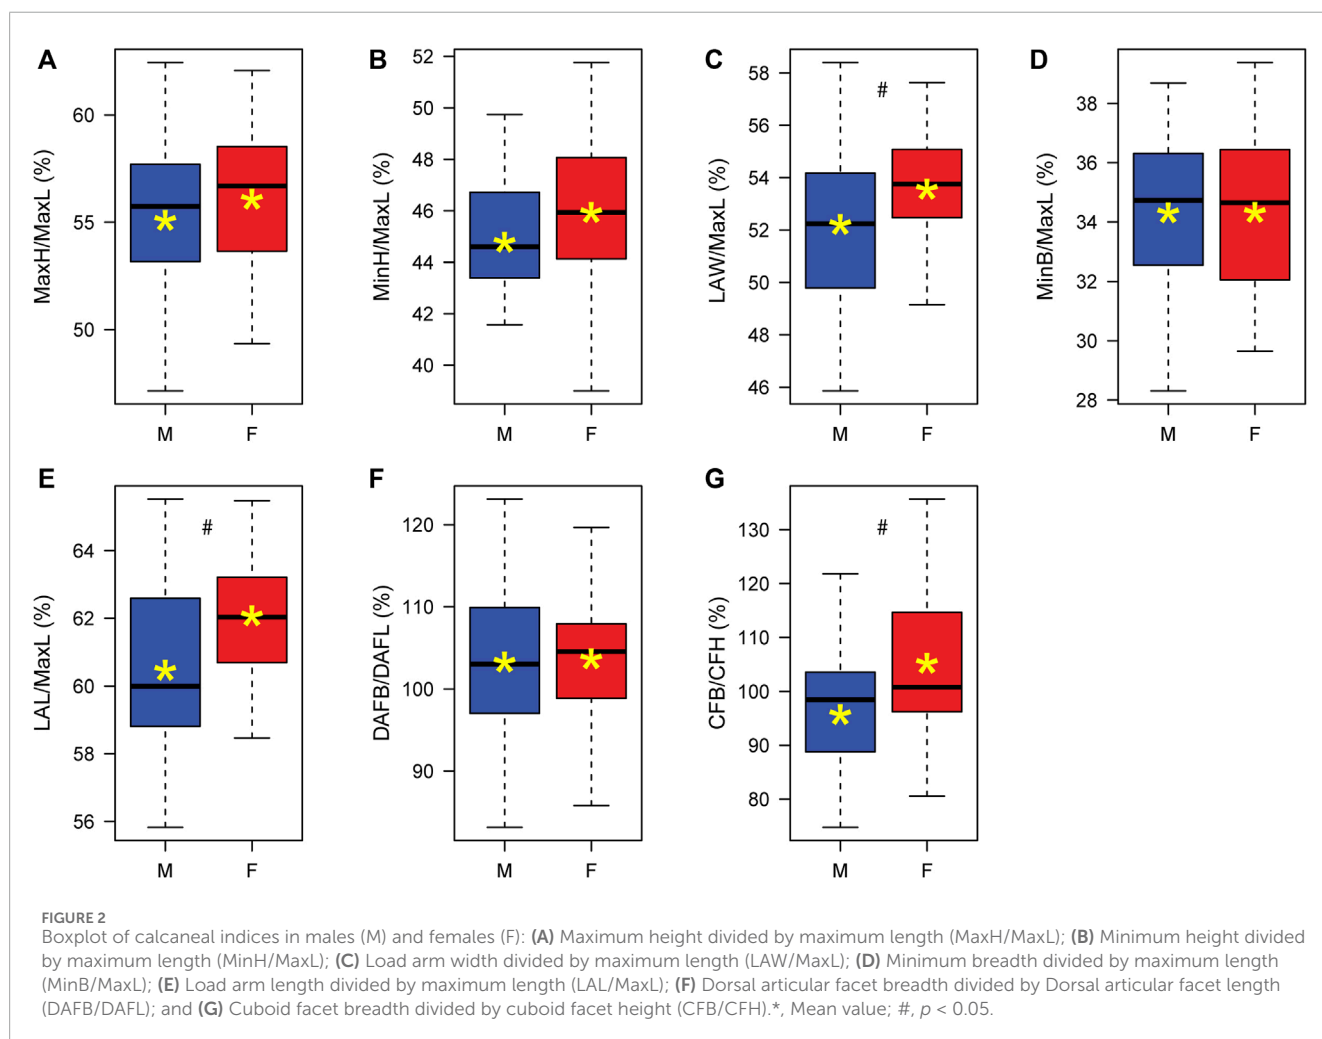 A
MaxH/MaxL (%)
60
55
50
M F
B
MinH/MaxL (%)
52
50
48
46
44
42
40
M F
C
LAW/MaxL (%)
58
56
54
52
50
48
46
#
M F
D
MinB/MaxL (%)
38
36
34
32
30
28
M F
E
LAL/MaxL (%)
64
62
60
58
56
#
M F
F
DAFB/DAFL (%)
120
110
100
90
M F
G
CFB/CFH (%)
130
120
110
100
90
80
#
M F
FIGURE 2
Boxplot of calcaneal indices in males (M) and females (F): (A) Maximum height divided by maximum length (MaxH/MaxL); (B) Minimum height divided
by maximum length (MinH/MaxL); (C) Load arm width divided by maximum length (LAW/MaxL); (D) Minimum breadth divided by maximum length
(MinB/MaxL); (E) Load arm length divided by maximum length (LAL/MaxL); (F) Dorsal articular facet breadth divided by Dorsal articular facet length
(DAFB/DAFL); and (G) Cuboid facet breadth divided by cuboid facet height (CFB/CFH).*, Mean value; #, p < 0.05.